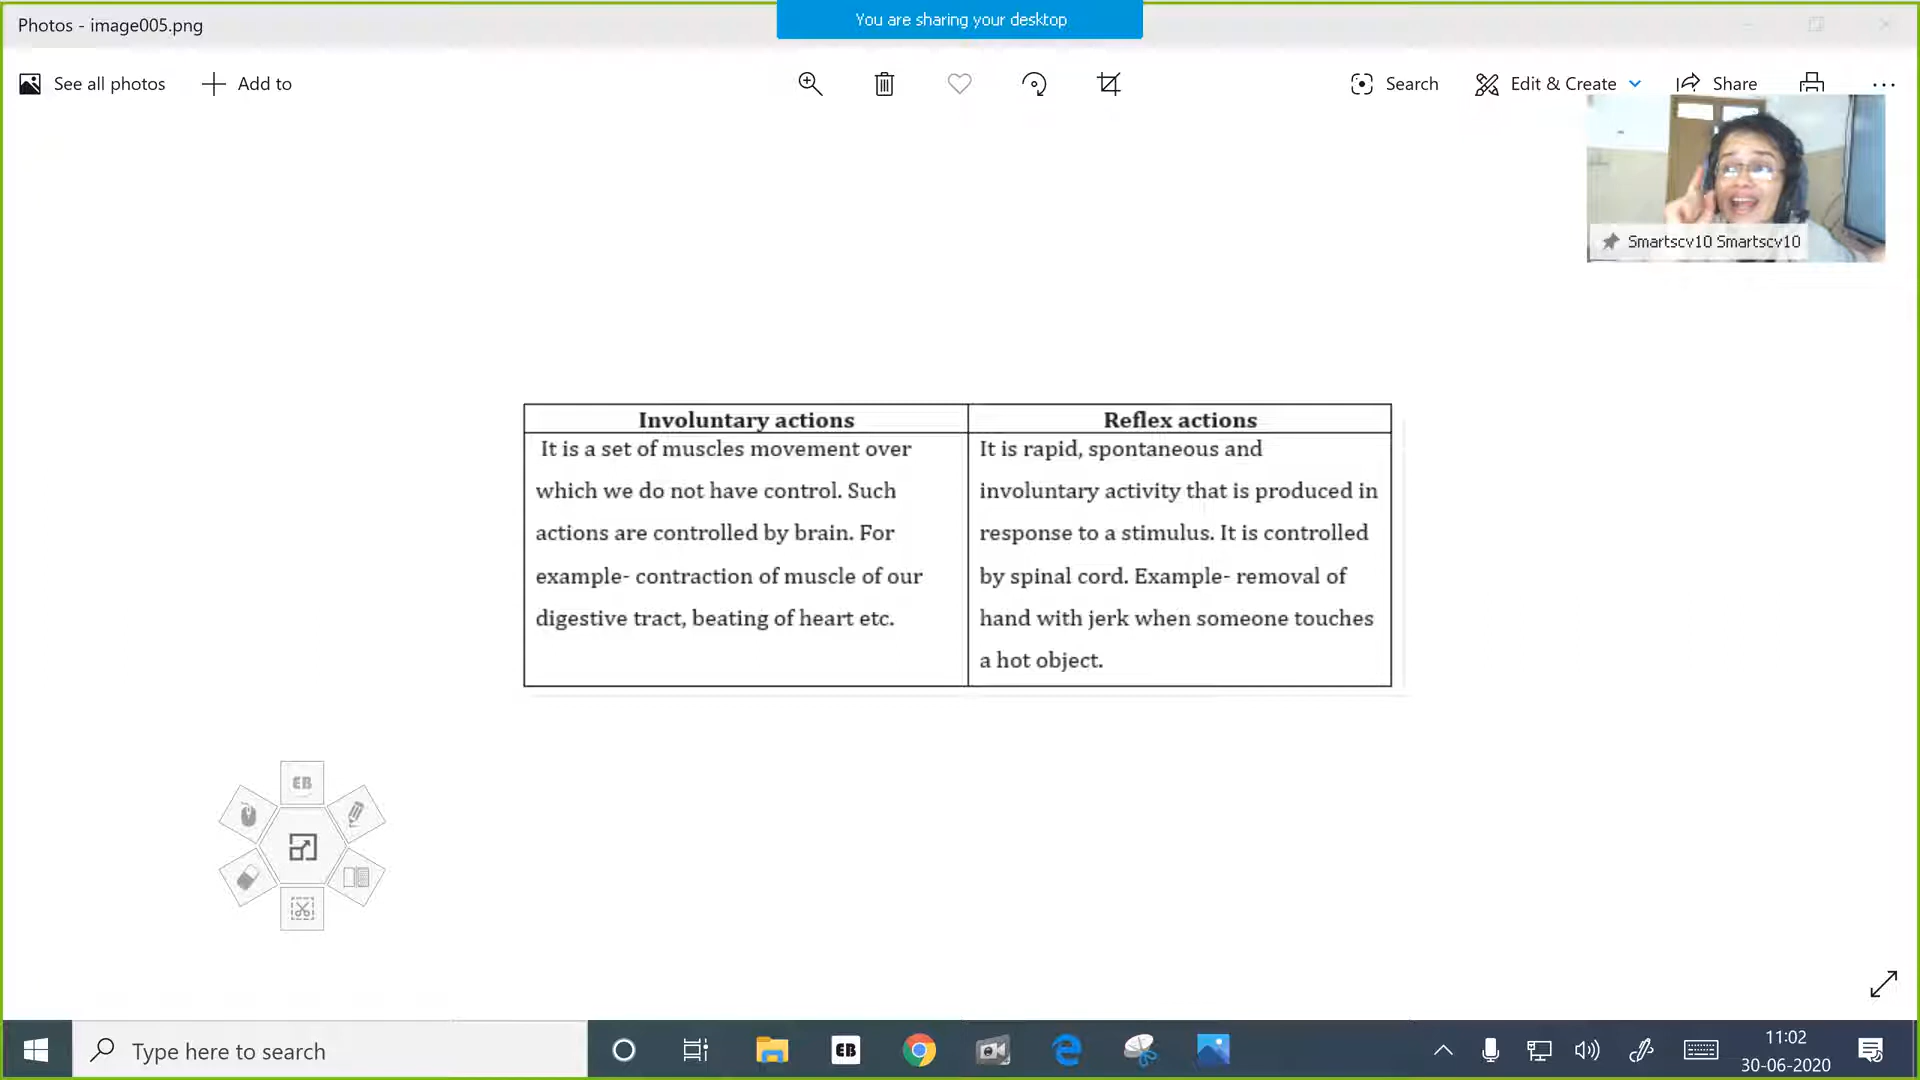 Photos - image005.png
You are sharing your desktop
See all photos
Add to
Search
Edit & Create
Share
Smartscv10 Smartscv10
Involuntary actions
It is a set of muscles movement over
which we do not have control. Such
actions are controlled by brain. For
example- contraction of muscle of our
digestive tract, beating of heart etc.
Reflex actions
It is rapid, spontaneous and
involuntary activity that is produced in
response to a stimulus. It is controlled
by spinal cord. Example- removal of
hand with jerk when someone touches
a hot object.
EB
Type here to search
EB
11:02
30-06-2020